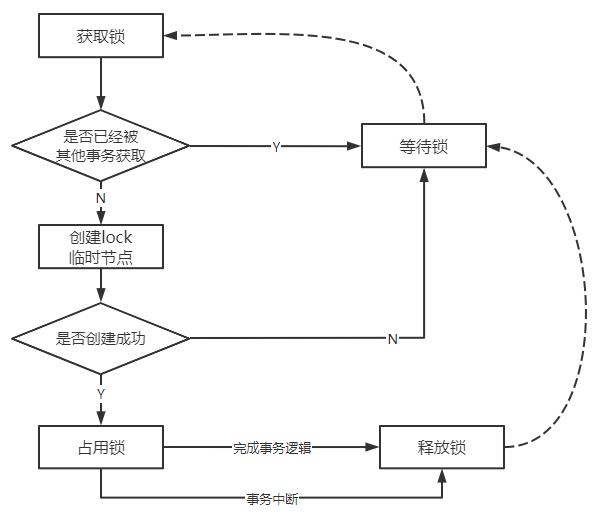 获取锁
是否已经被
其他事务获取
Y
等待锁
N
创建lock
临时节点
是否创建成功
N
Y
占用锁
完成事务逻辑
释放锁
事务中断